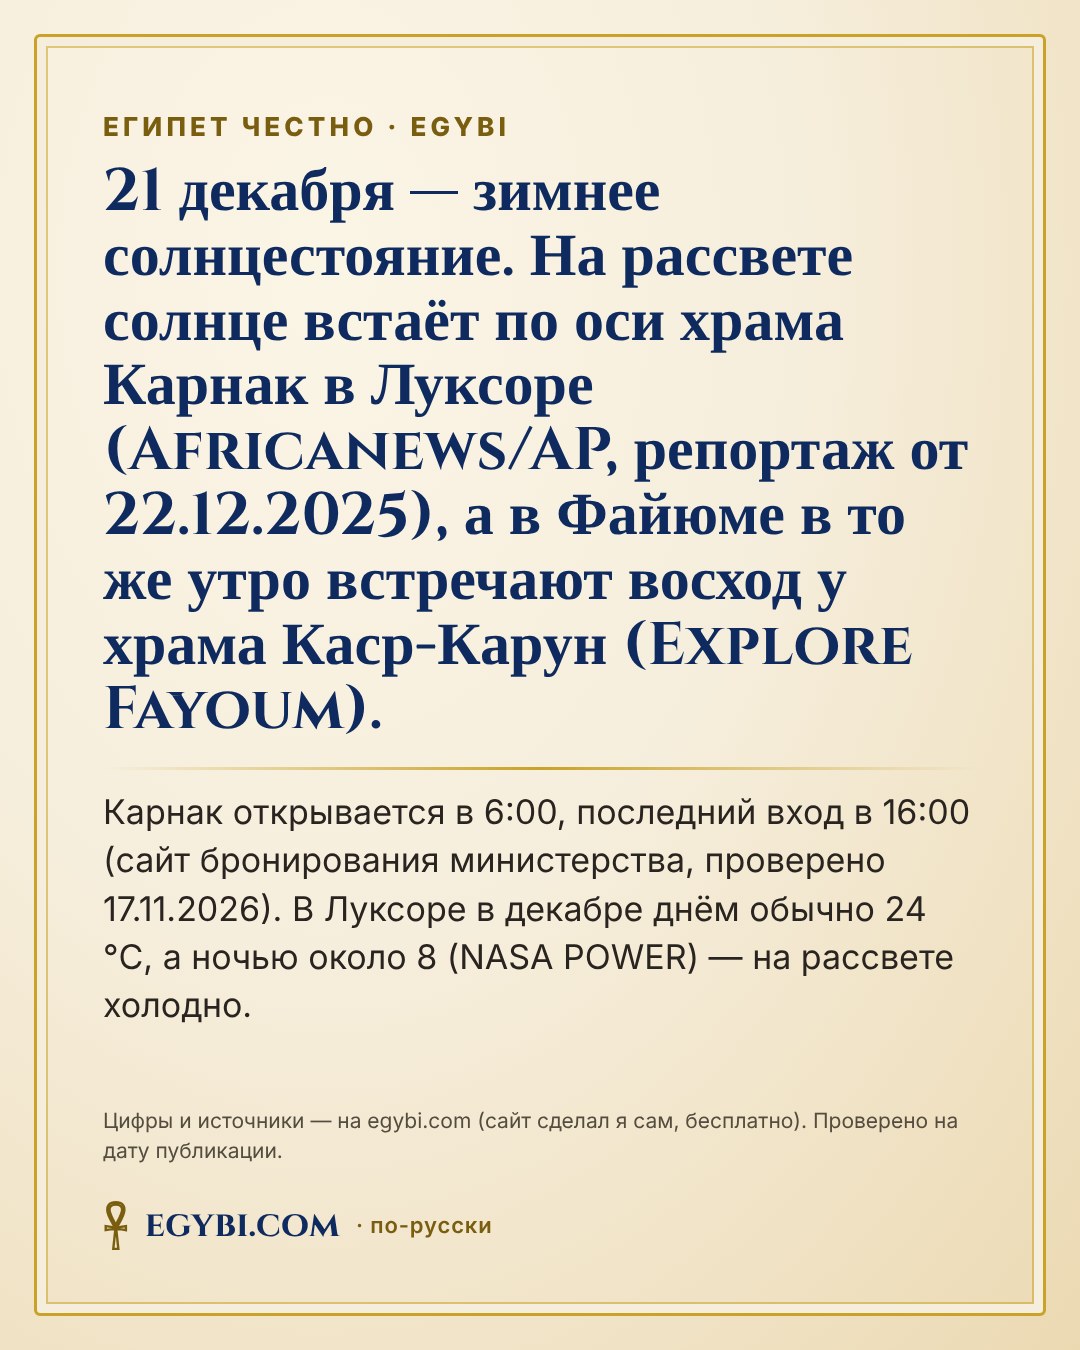 ЕГИПЕТ ЧЕСТНО · EGYBI
21 декабря — зимнее
солнцестояние. На рассвете
солнце встаёт по оси храма
Карнак в Луксоре
(Africanews/AP, репортаж от
22.12.2025), а в Файюме в то
же утро встречают восход у
храма Каср-Карун (Explore
Fayoum).
Карнак открывается в 6:00, последний вход в 16:00
(сайт бронирования министерства, проверено
17.11.2026). В Луксоре в декабре днём обычно 24
°C, а ночью около 8 (NASA POWER) — на рассвете
холодно.
Цифры и источники — на egybi.com (сайт сделал я сам, бесплатно). Проверено на
дату публикации.
EGYBI.COM · по-русски